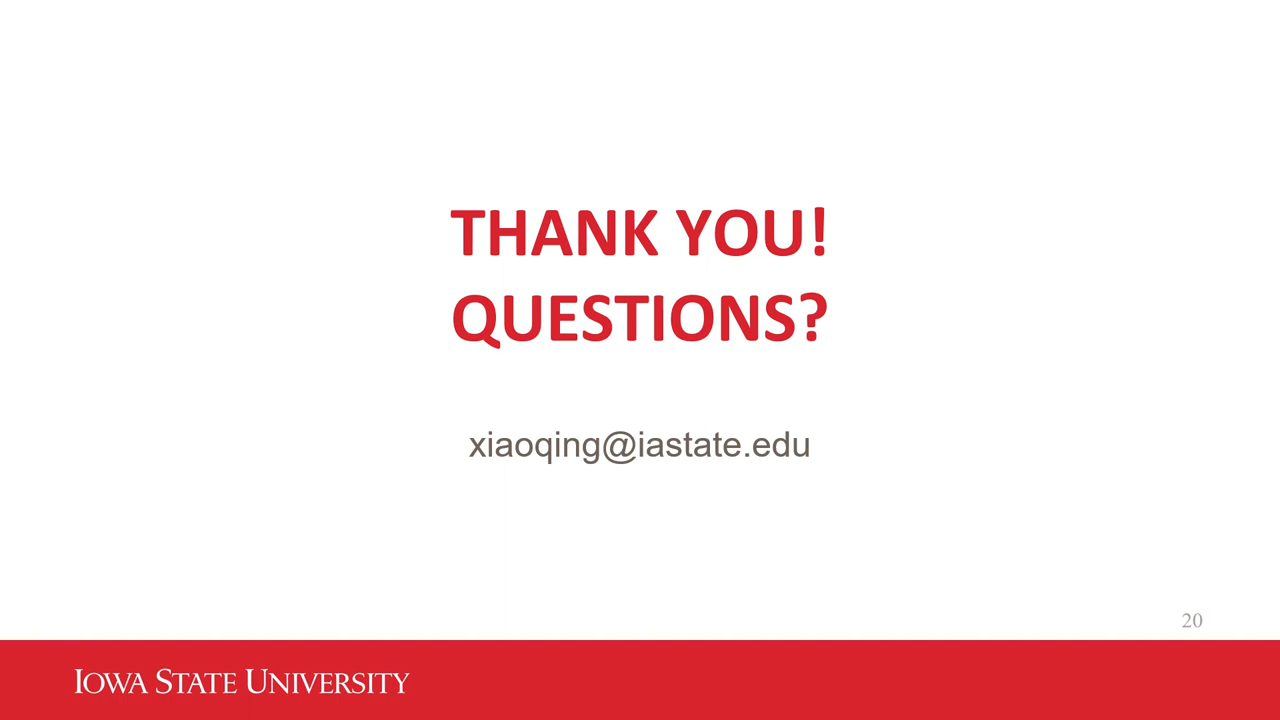 THANK YOU!
QUESTIONS?
xiaoqing@iastate.edu
20
IOWA STATE UNIVERSITY